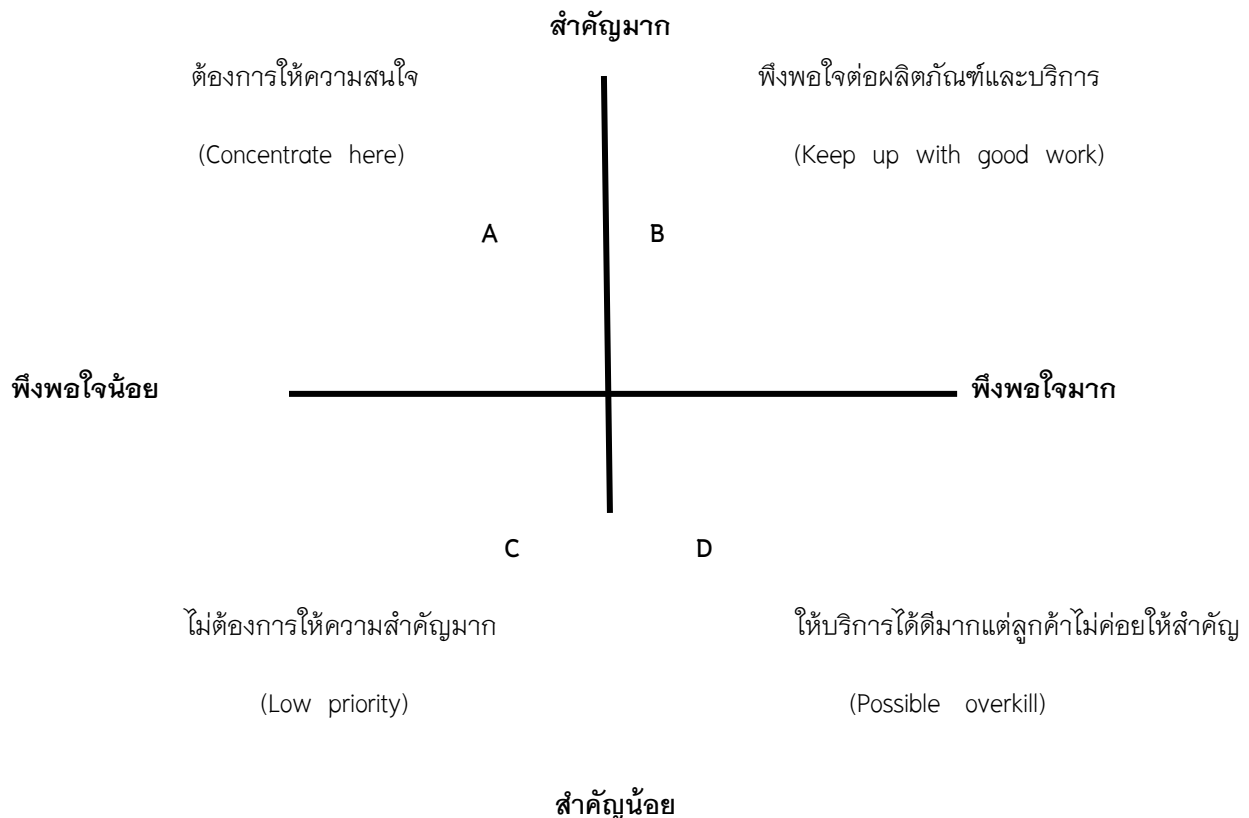 สำคัญมาก
ต้องการให้ความสนใจ พึงพอใจต่อผลิตภัณฑ์และบริการ
(Concentrate here) (Keep up with good work)
A B
พึงพอใจน้อย พึงพอใจมาก
C D
ไม่ต้องการให้ความสำคัญมาก ให้บริการได้ดีมากแต่ลูกค้าไม่ค่อยให้สำคัญ
(Low priority) (Possible overkill)
สำคัญน้อย